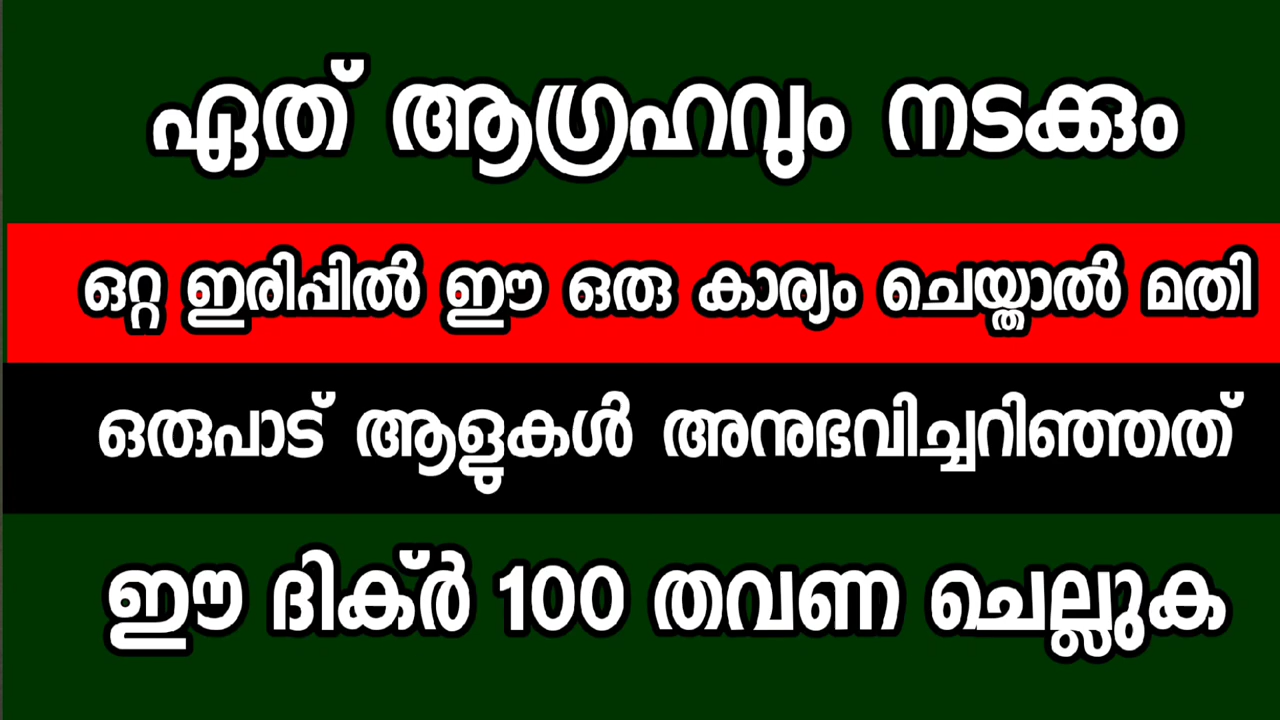 ഏത് ആഗ്രഹവും നടക്കും
ഒറ്റ ഇരിപ്പിൽ ഈ ഒരു കാര്യം ചെയ്താൽ മതി
ഒരുപാട് ആളുകൾ അനുഭവിച്ചറിഞ്ഞത്
ഈ ദിക്ർ 100 തവണ ചെല്ലുക